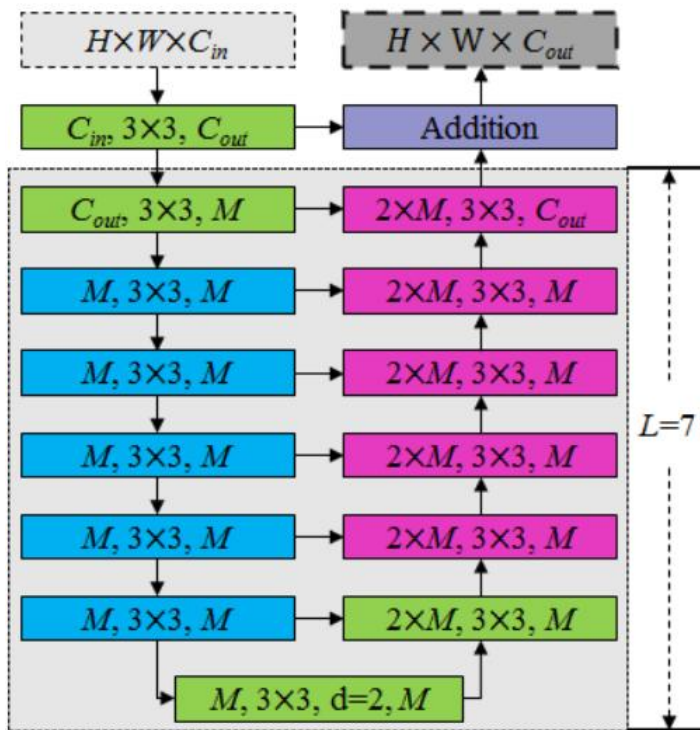 H×W×C_in
H × W × C_out
C_in, 3×3, C_out
Addition
C_out, 3×3, M
2×M, 3×3, C_out
M, 3×3, M
2×M, 3×3, M
M, 3×3, M
2×M, 3×3, M
M, 3×3, M
2×M, 3×3, M
M, 3×3, M
2×M, 3×3, M
M, 3×3, M
2×M, 3×3, M
M, 3×3, d=2, M
L=7